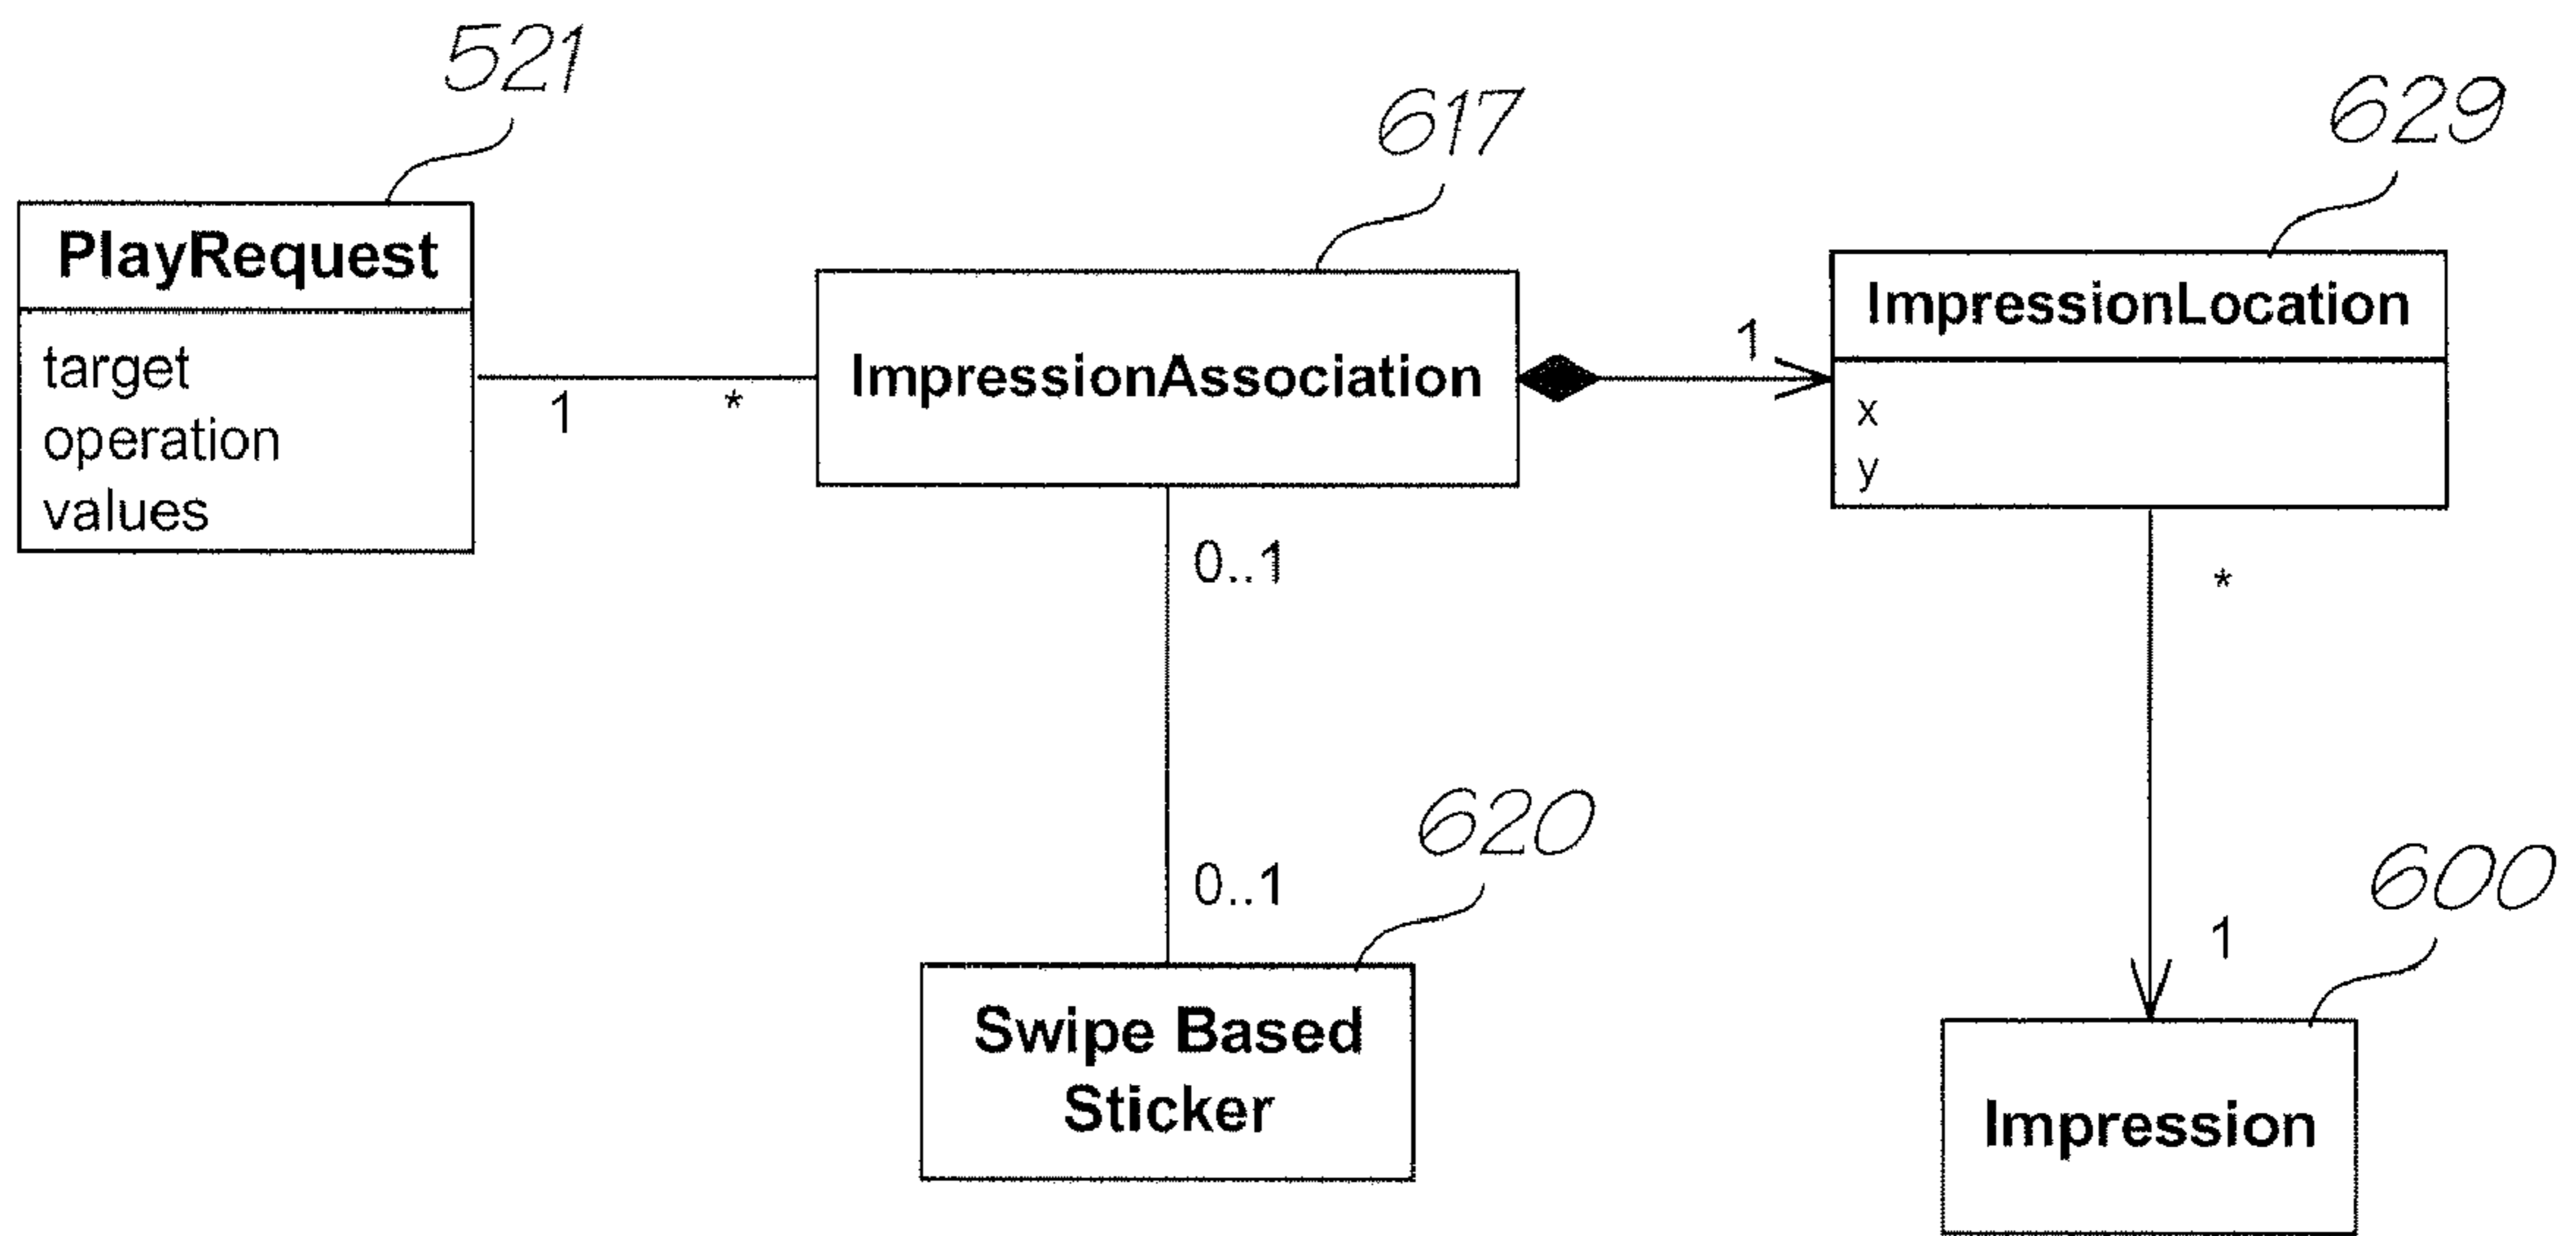 521
617
629
PlayRequest
target
operation
values
1
*
ImpressionAssociation
1
ImpressionLocation
x
y
0..1
0..1
*
1
620
600
Swipe Based
Sticker
Impression